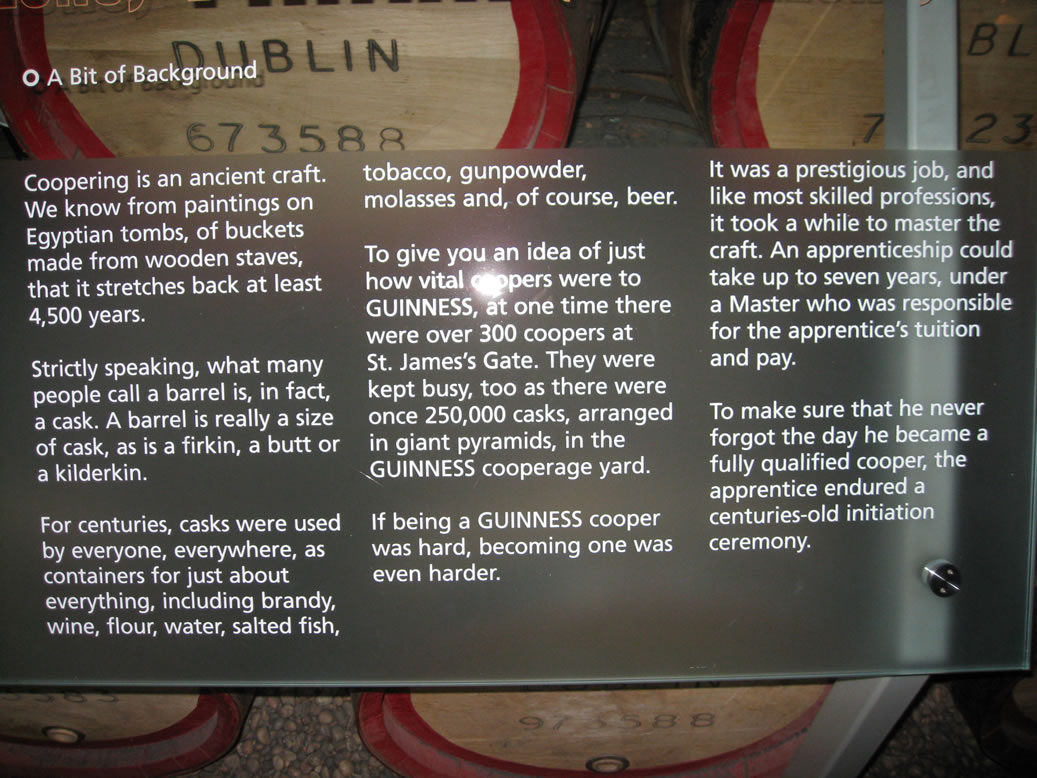 DUBLIN
A Bit of Background
673588
BL
7 23
Coopering is an ancient craft.
We know from paintings on
Egyptian tombs, of buckets
made from wooden staves,
that it stretches back at least
4,500 years.
Strictly speaking, what many
people call a barrel is, in fact,
a cask. A barrel is really a size
of cask, as is a firkin, a butt or
a kilderkin.
For centuries, casks were used
by everyone, everywhere, as
containers for just about
everything, including brandy,
wine, flour, water, salted fish,
tobacco, gunpowder,
molasses and, of course, beer.
To give you an idea of just
how vital coopers were to
GUINNESS, at one time there
were over 300 coopers at
St. James's Gate. They were
kept busy, too as there were
once 250,000 casks, arranged
in giant pyramids, in the
GUINNESS cooperage yard.
If being a GUINNESS cooper
was hard, becoming one was
even harder.
It was a prestigious job, and
like most skilled professions,
it took a while to master the
craft. An apprenticeship could
take up to seven years, under
a Master who was responsible
for the apprentice's tuition
and pay.
To make sure that he never
forgot the day he became a
fully qualified cooper, the
apprentice endured a
centuries-old initiation
ceremony.
973588